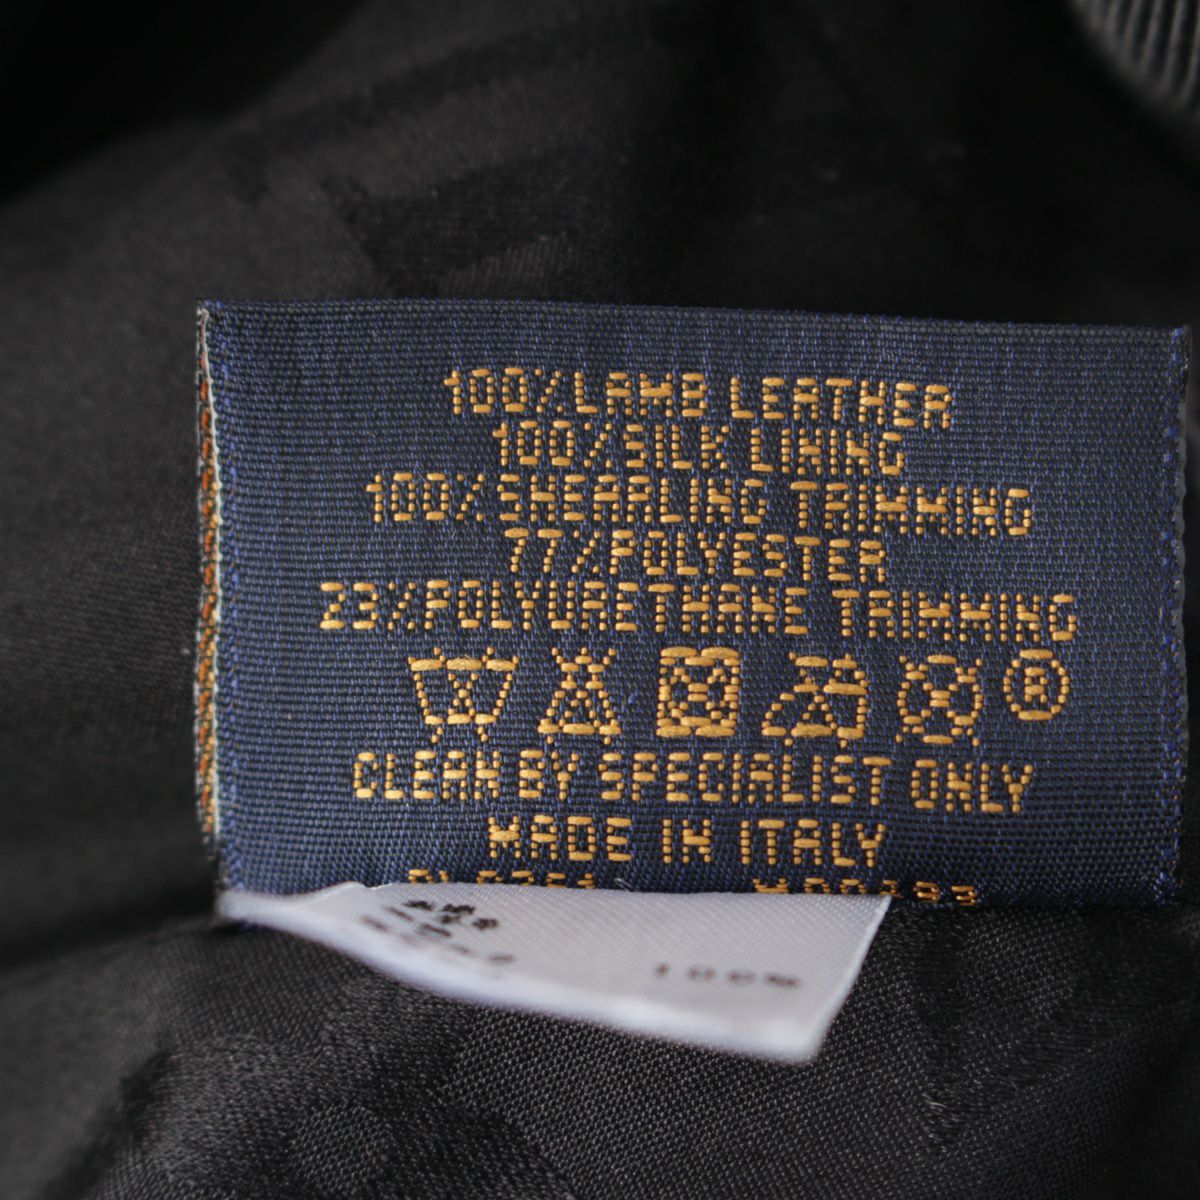 100%LAMB LEATHER
100%SILK LINING
100%SHEARLING TRIMMING
77%POLYESTER
23%POLYURETHANE TRIMMING
®
CLEAN BY SPECIALIST ONLY
MADE IN ITALY
100%